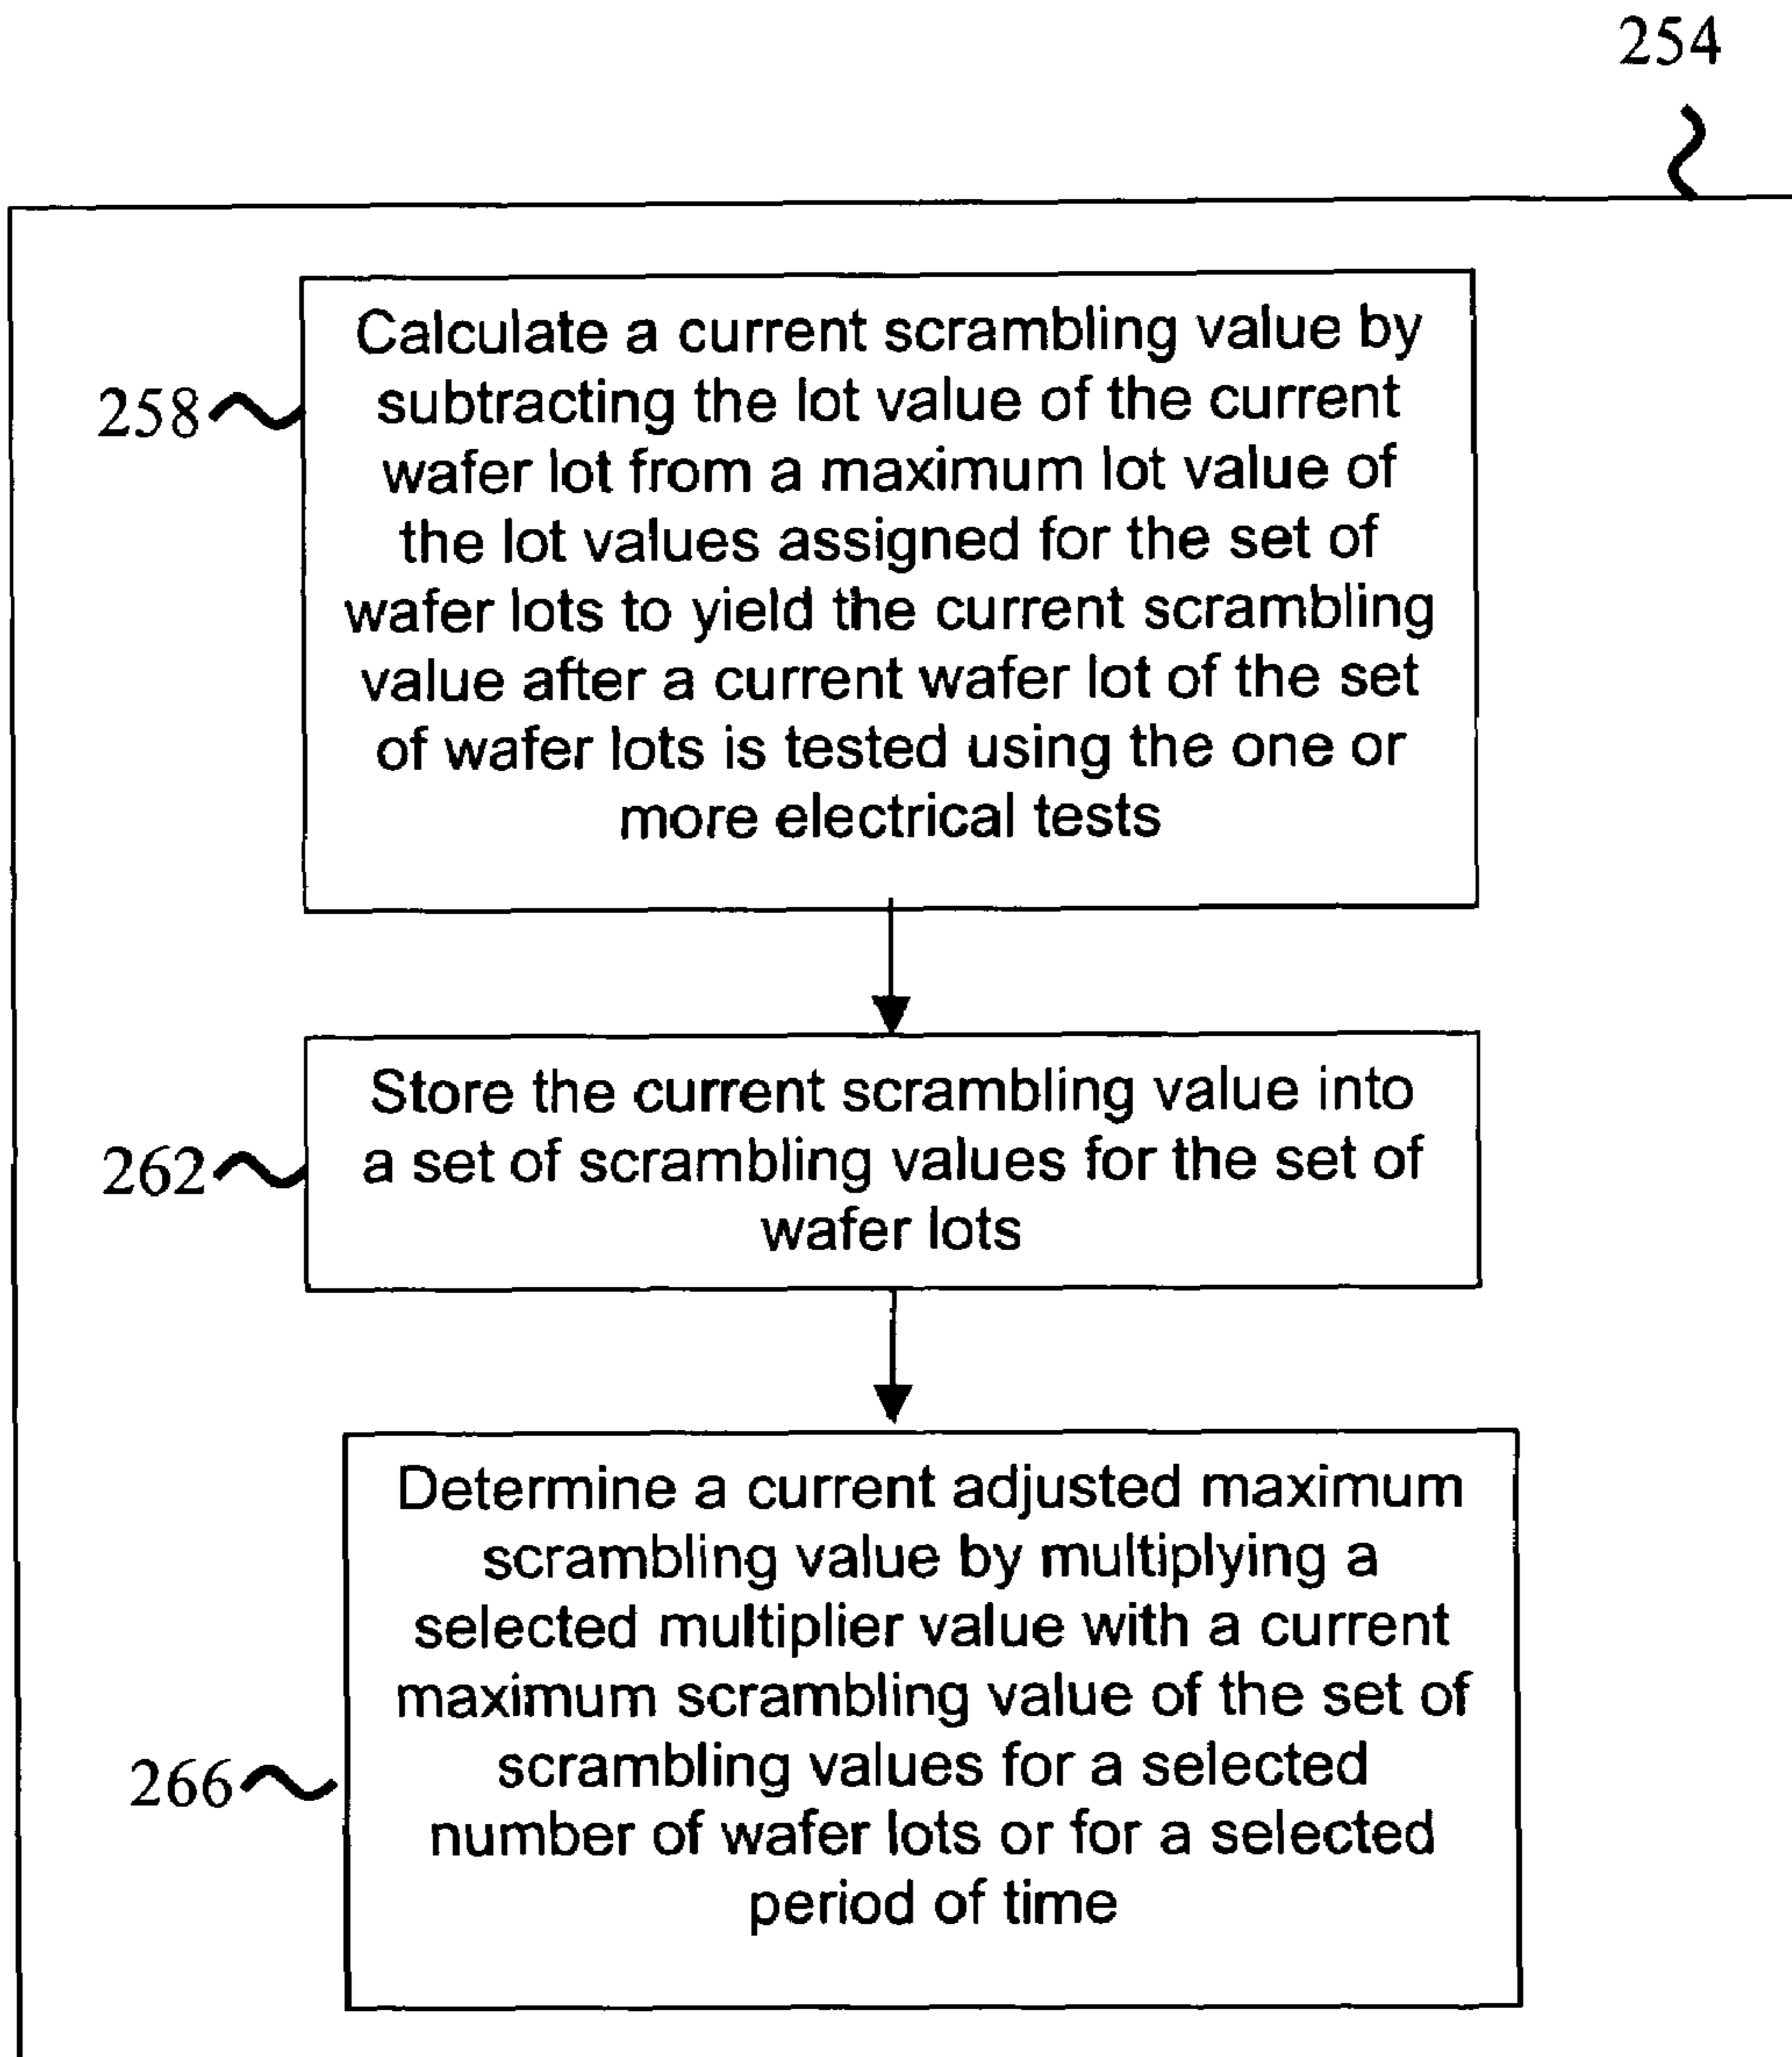 254
258
Calculate a current scrambling value by
subtracting the lot value of the current
wafer lot from a maximum lot value of
the lot values assigned for the set of
wafer lots to yield the current scrambling
value after a current wafer lot of the set
of wafer lots is tested using the one or
more electrical tests
262
Store the current scrambling value into
a set of scrambling values for the set of
wafer lots
266
Determine a current adjusted maximum
scrambling value by multiplying a
selected multiplier value with a current
maximum scrambling value of the set of
scrambling values for a selected
number of wafer lots or for a selected
period of time